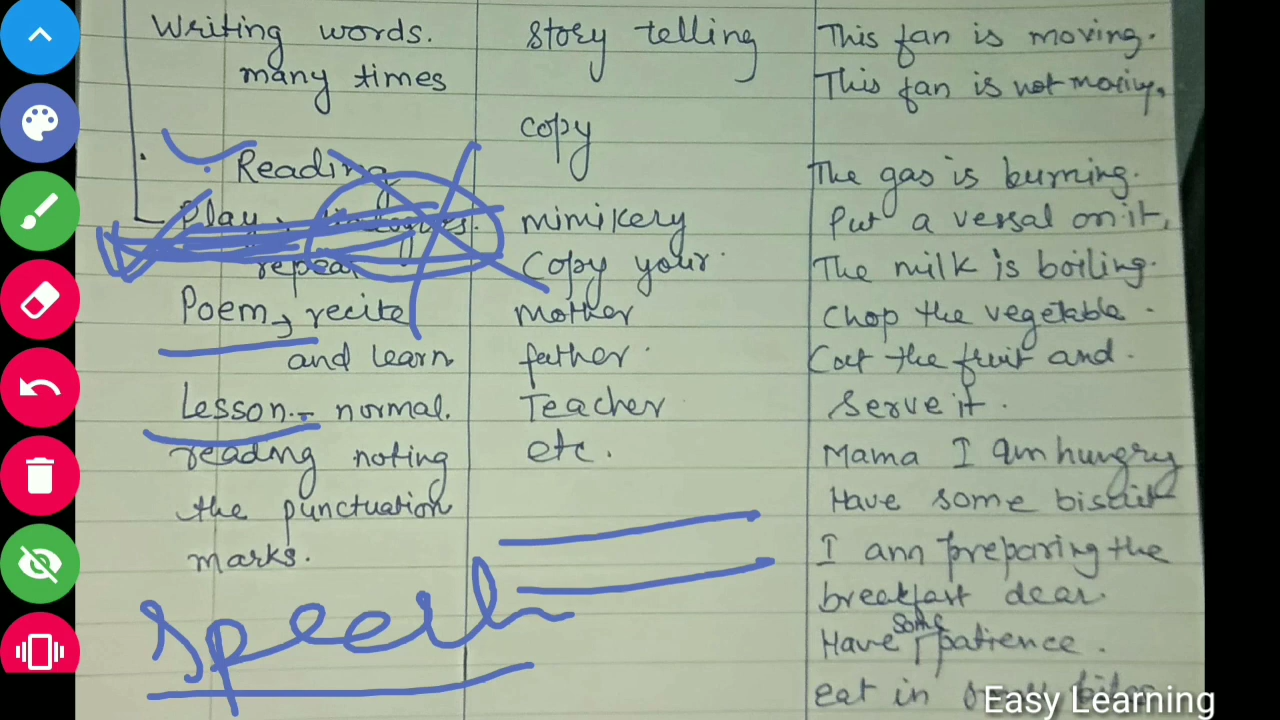 Writing words.
many times
Reading
Play,
repeat
Poem, recite
and learn
Lesson.- normal.
reading noting
the punctuation
marks.
speech
Story telling
copy
mimikery
Copy your
mother
father.
Teacher
etc.
This fan is moving.
This fan is not moving.
The gas is burning.
Put a versal on it,
The milk is boiling.
Chop the vegetable.
Cut the fruit and.
Serve it.
Mama I am hungry
Have some biscuit
I am preparing the
breakfast dear.
Have some patience.
eat in
Easy Learning